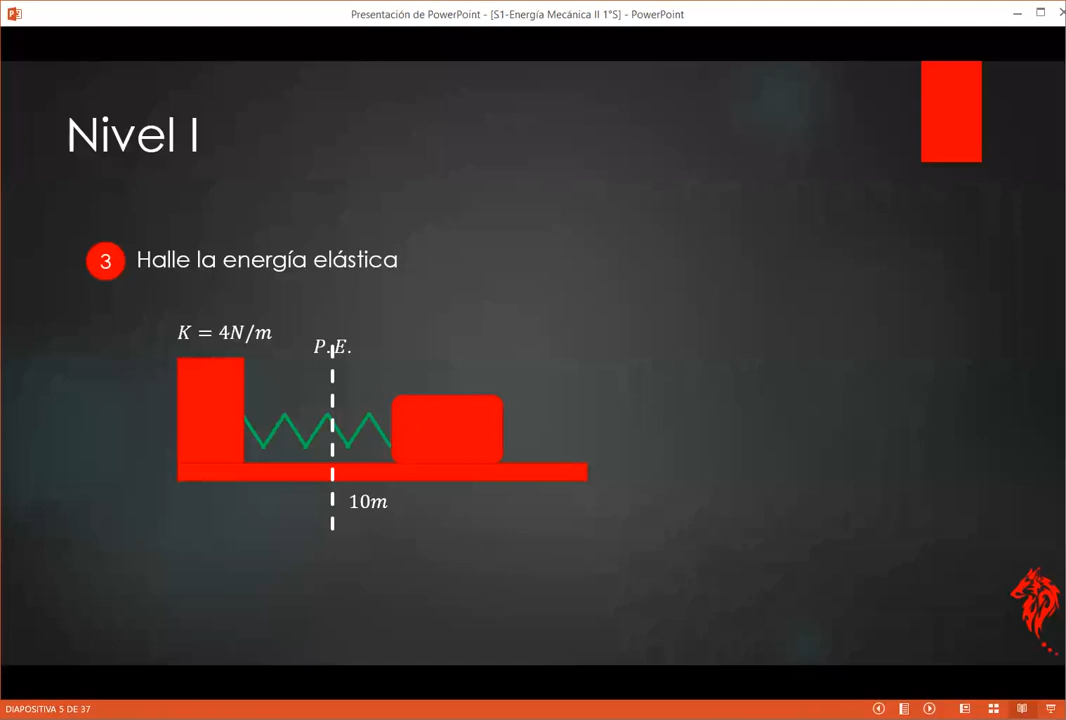 Presentación de PowerPoint - [S1-Energía Mecánica II 1°S] - PowerPoint
Nivel I
3 Halle la energía elástica
K = 4N/m
P.E.
10m
DIAPOSITIVA 5 DE 37